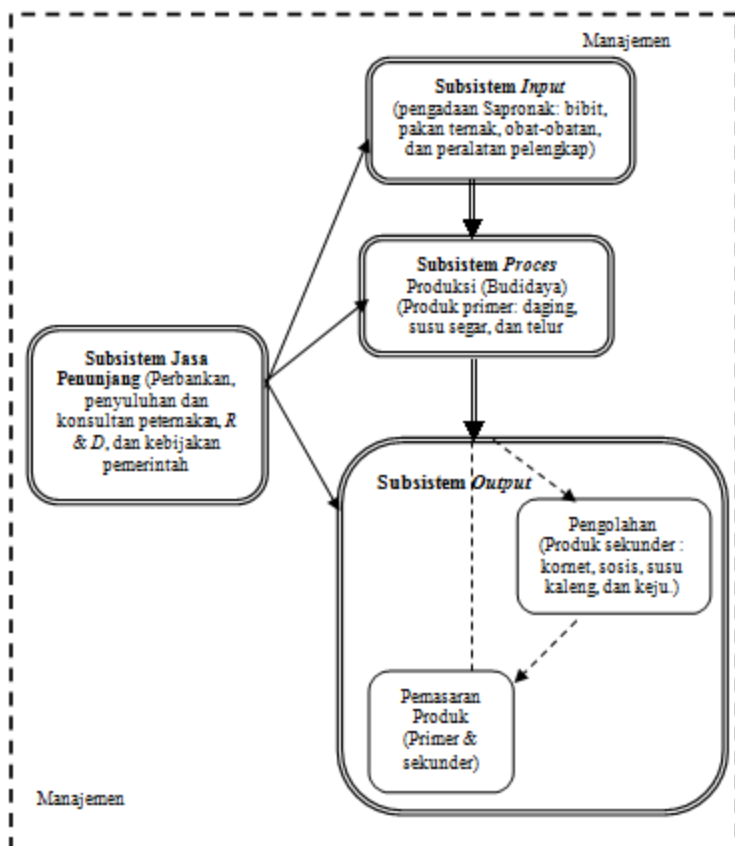 Manajemen
Subsistem Input
(pengadaan Sapronak: bibit,
pakan ternak, obat-obatan,
dan peralatan pelengkap)
Subsistem Proces
Produksi (Budidaya)
(Produk primer: daging,
susu segar, dan telur
Subsistem Jasa
Penunjang (Perbankan,
penyuluhan dan
konsultan peternakan, R
& D, dan kebijakan
pemerintah
Subsistem Output
Pengolahan
(Produk sekunder :
kornet, sosis, susu
kaleng, dan keju.)
Pemasaran
Produk
(Primer &
sekunder)
Manajemen